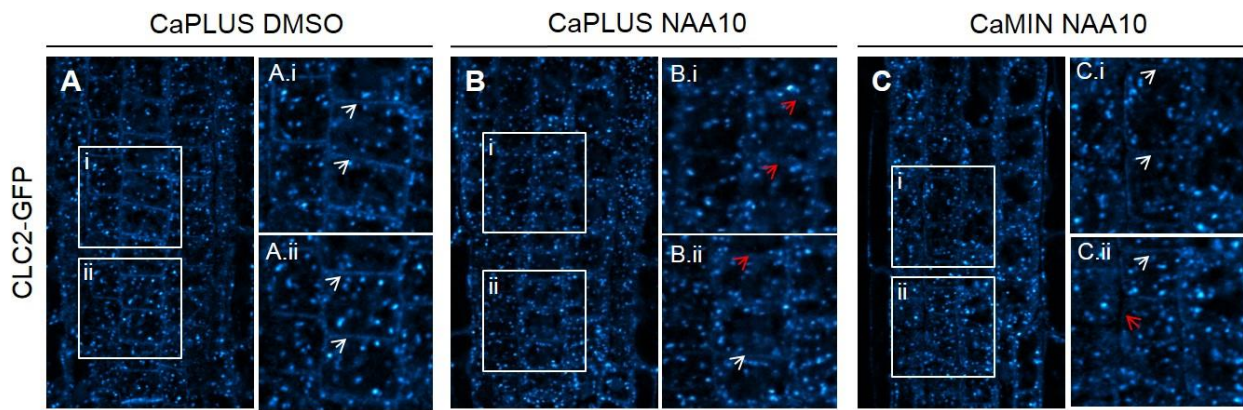 CaPLUS DMSO
CaPLUS NAA10
CaMIN NAA10
CLC2-GFP
A
i
ii
A.i
A.ii
B
i
ii
B.i
B.ii
C
i
ii
C.i
C.ii